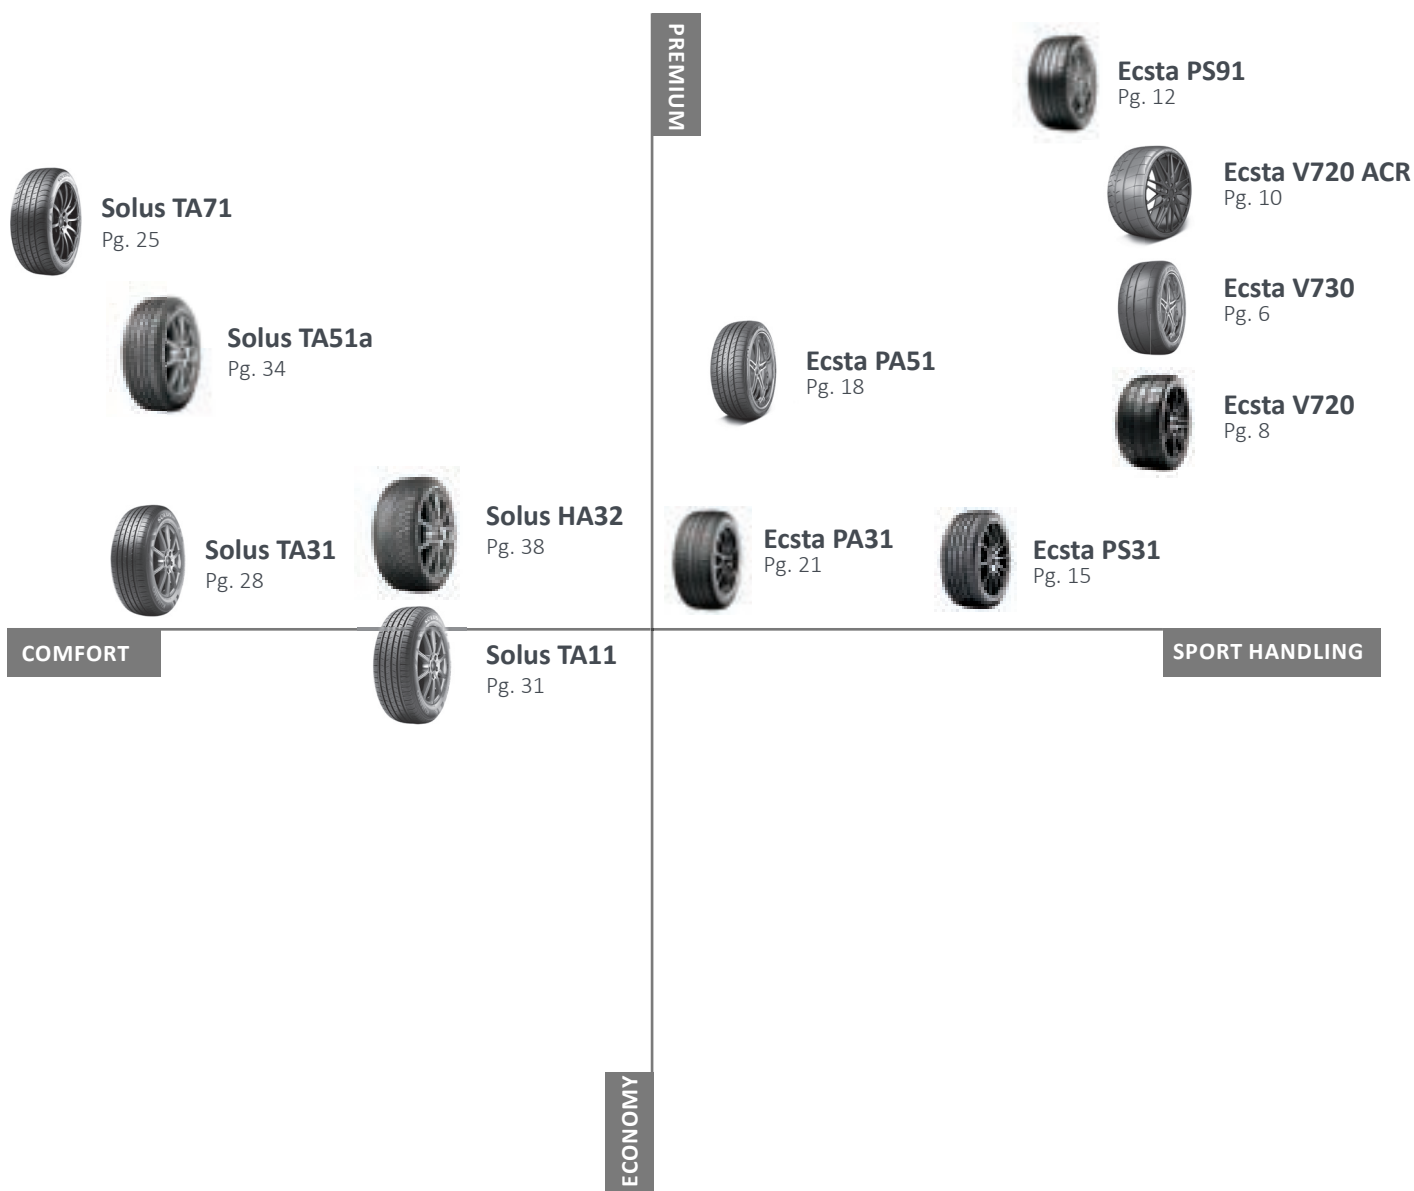 PREMIUM
Ecsta PS91
Pg. 12
Ecsta V720 ACR
Pg. 10
Solus TA71
Pg. 25
Ecsta V730
Pg. 6
Solus TA51a
Pg. 34
Ecsta PA51
Pg. 18
Ecsta V720
Pg. 8
Solus HA32
Pg. 38
Solus TA31
Pg. 28
Ecsta PA31
Pg. 21
Ecsta PS31
Pg. 15
COMFORT
SPORT HANDLING
Solus TA11
Pg. 31
ECONOMY